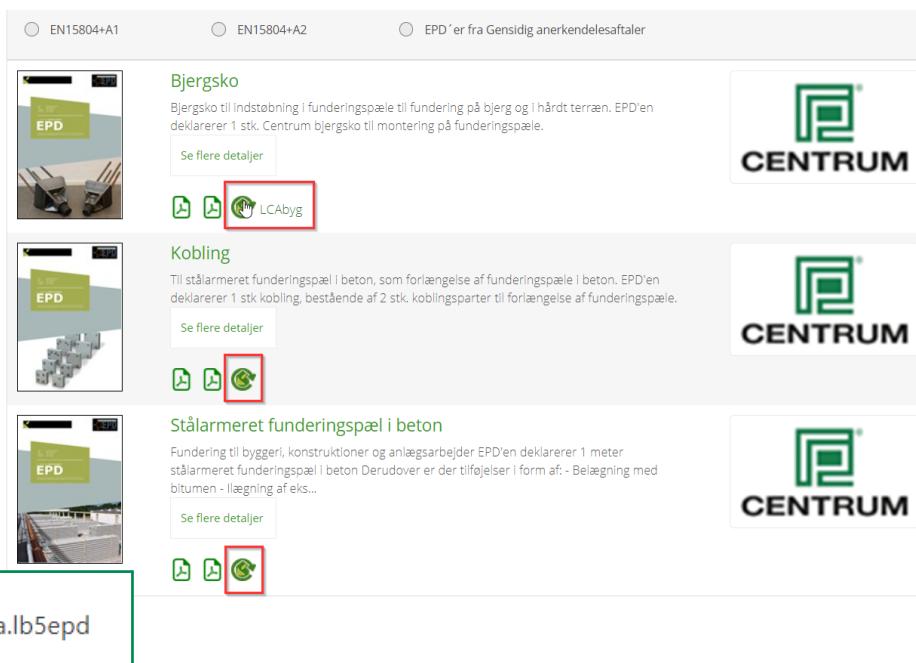 EN15804+A1
EN15804+A2
EPD´er fra Gensidig anerkendelesaftaler
EPD
Bjergsko
Bjergsko til indstøbning i funderingspæle til fundering på bjerg og i hårdt terræn. EPD'en
deklarerer 1 stk. Centrum bjergsko til montering på funderingspæle.
Se flere detaljer
LCAbyg
CENTRUM
EPD
Kobling
Til stålarmeret funderingspæl i beton, som forlængelse af funderingspæle i beton. EPD'en
deklarerer 1 stk kobling, bestående af 2 stk. koblingsparter til forlængelse af funderingspæle.
Se flere detaljer
CENTRUM
EPD
Stålarmeret funderingspæl i beton
Fundering til byggeri, konstruktioner og anlægsarbejder EPD'en deklarerer 1 meter
stålarmeret funderingspæl i beton Derudover er der tilføjelser i form af: - Belægning med
bitumen - Ilægning af eks...
Se flere detaljer
CENTRUM
a.lb5epd